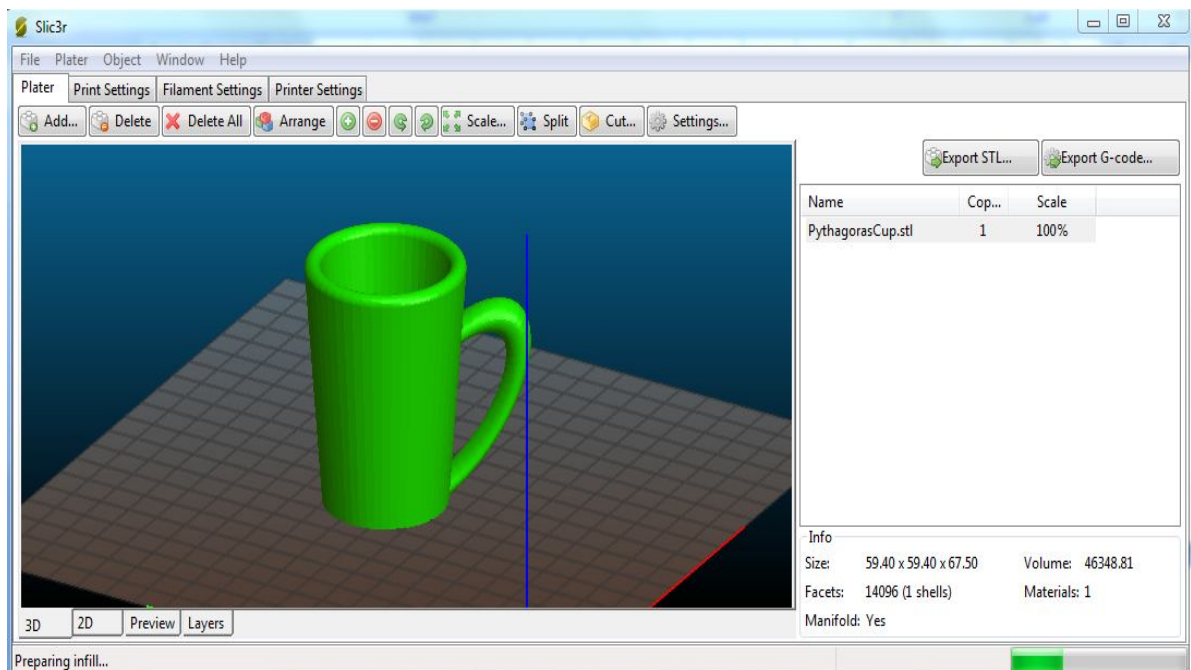 Slic3r
File Plater Object Window Help
Plater Print Settings Filament Settings Printer Settings
Add... Delete Delete All Arrange Scale... Split Cut... Settings...
Export STL... Export G-code...
Name Cop... Scale
PythagorasCup.stl 1 100%
Info
Size: 59.40 x 59.40 x 67.50 Volume: 46348.81
Facets: 14096 (1 shells) Materials: 1
Manifold: Yes
3D 2D Preview Layers
Preparing infill...